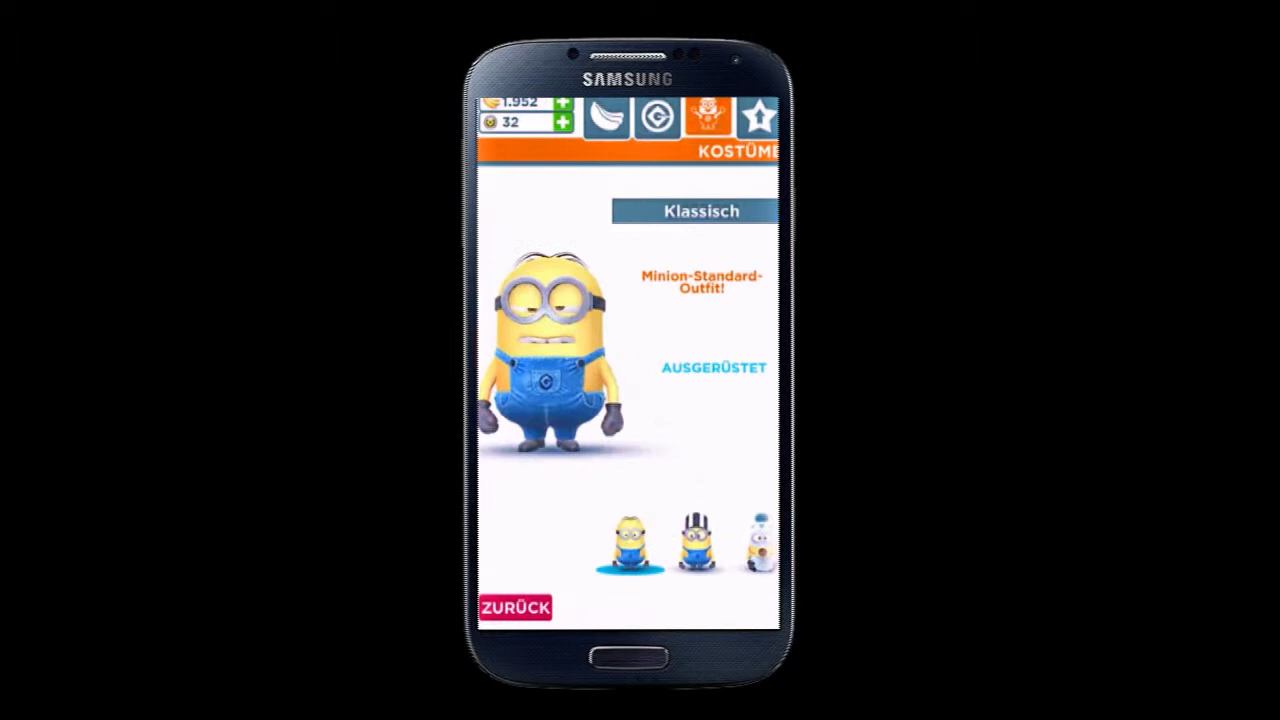 SAMSUNG
1.952
32
KOSTÜME
Klassisch
Minion-Standard-
Outfit!
AUSGERÜSTET
ZURÜCK